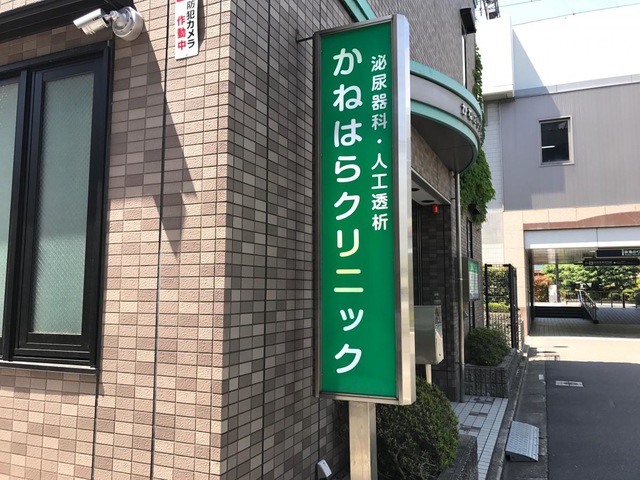 防犯カメラ
作動中
泌尿器科・人工透析
かねはらクリニック